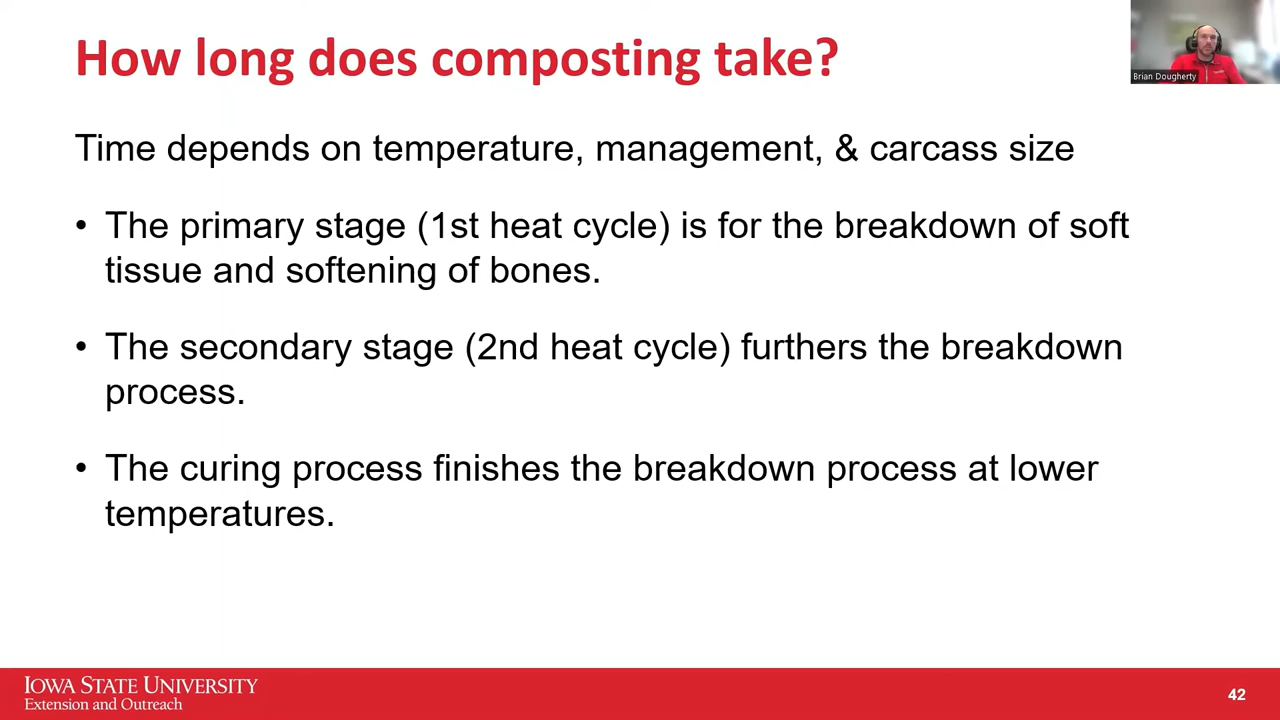 How long does composting take?
Brian Dougherty
Time depends on temperature, management, & carcass size
• The primary stage (1st heat cycle) is for the breakdown of soft
tissue and softening of bones.
• The secondary stage (2nd heat cycle) furthers the breakdown
process.
• The curing process finishes the breakdown process at lower
temperatures.
IOWA STATE UNIVERSITY
Extension and Outreach
42